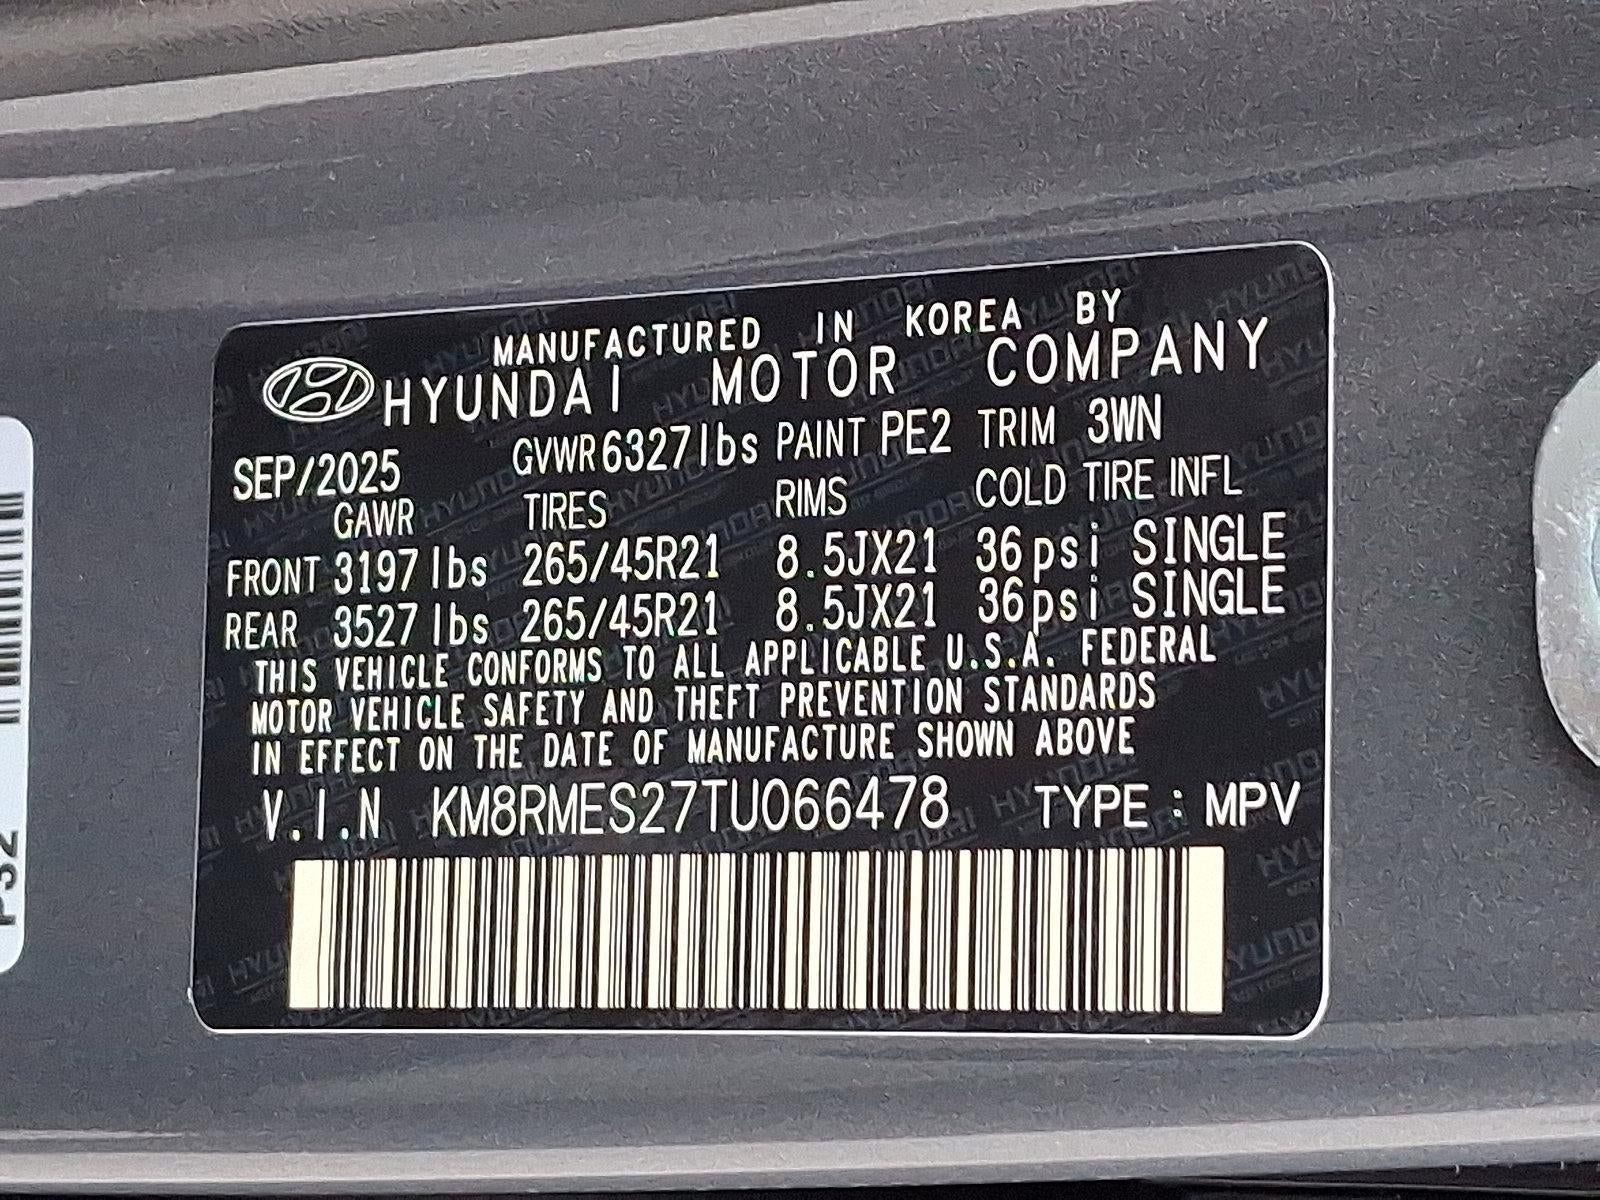 MANUFACTURED IN KOREA BY
HYUNDAI MOTOR COMPANY
SEP/2025 GVWR 6327lbs PAINT PE2 TRIM 3WN
GAWR TIRES RIMS COLD TIRE INFL
FRONT 3197 lbs 265/45R21 8.5JX21 36psi SINGLE
REAR 3527 lbs 265/45R21 8.5JX21 36psi SINGLE
THIS VEHICLE CONFORMS TO ALL APPLICABLE U.S.A. FEDERAL
MOTOR VEHICLE SAFETY AND THEFT PREVENTION STANDARDS
IN EFFECT ON THE DATE OF MANUFACTURE SHOWN ABOVE
V.I.N KM8RMES27TU066478 TYPE : MPV